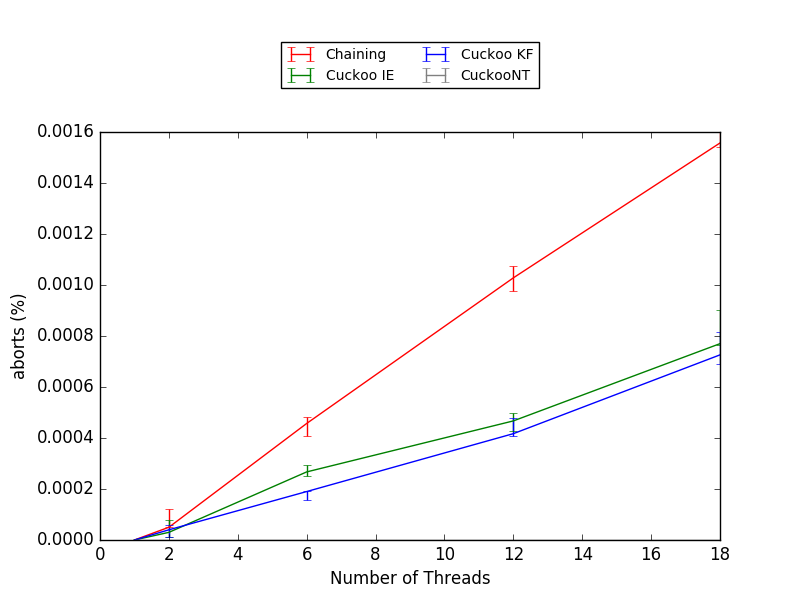 Chaining
Cuckoo KF
Cuckoo IE
CuckooNT
0.0016
0.0014
0.0012
0.0010
0.0008
0.0006
0.0004
0.0002
0.0000
aborts (%)
0 2 4 6 8 10 12 14 16 18
Number of Threads